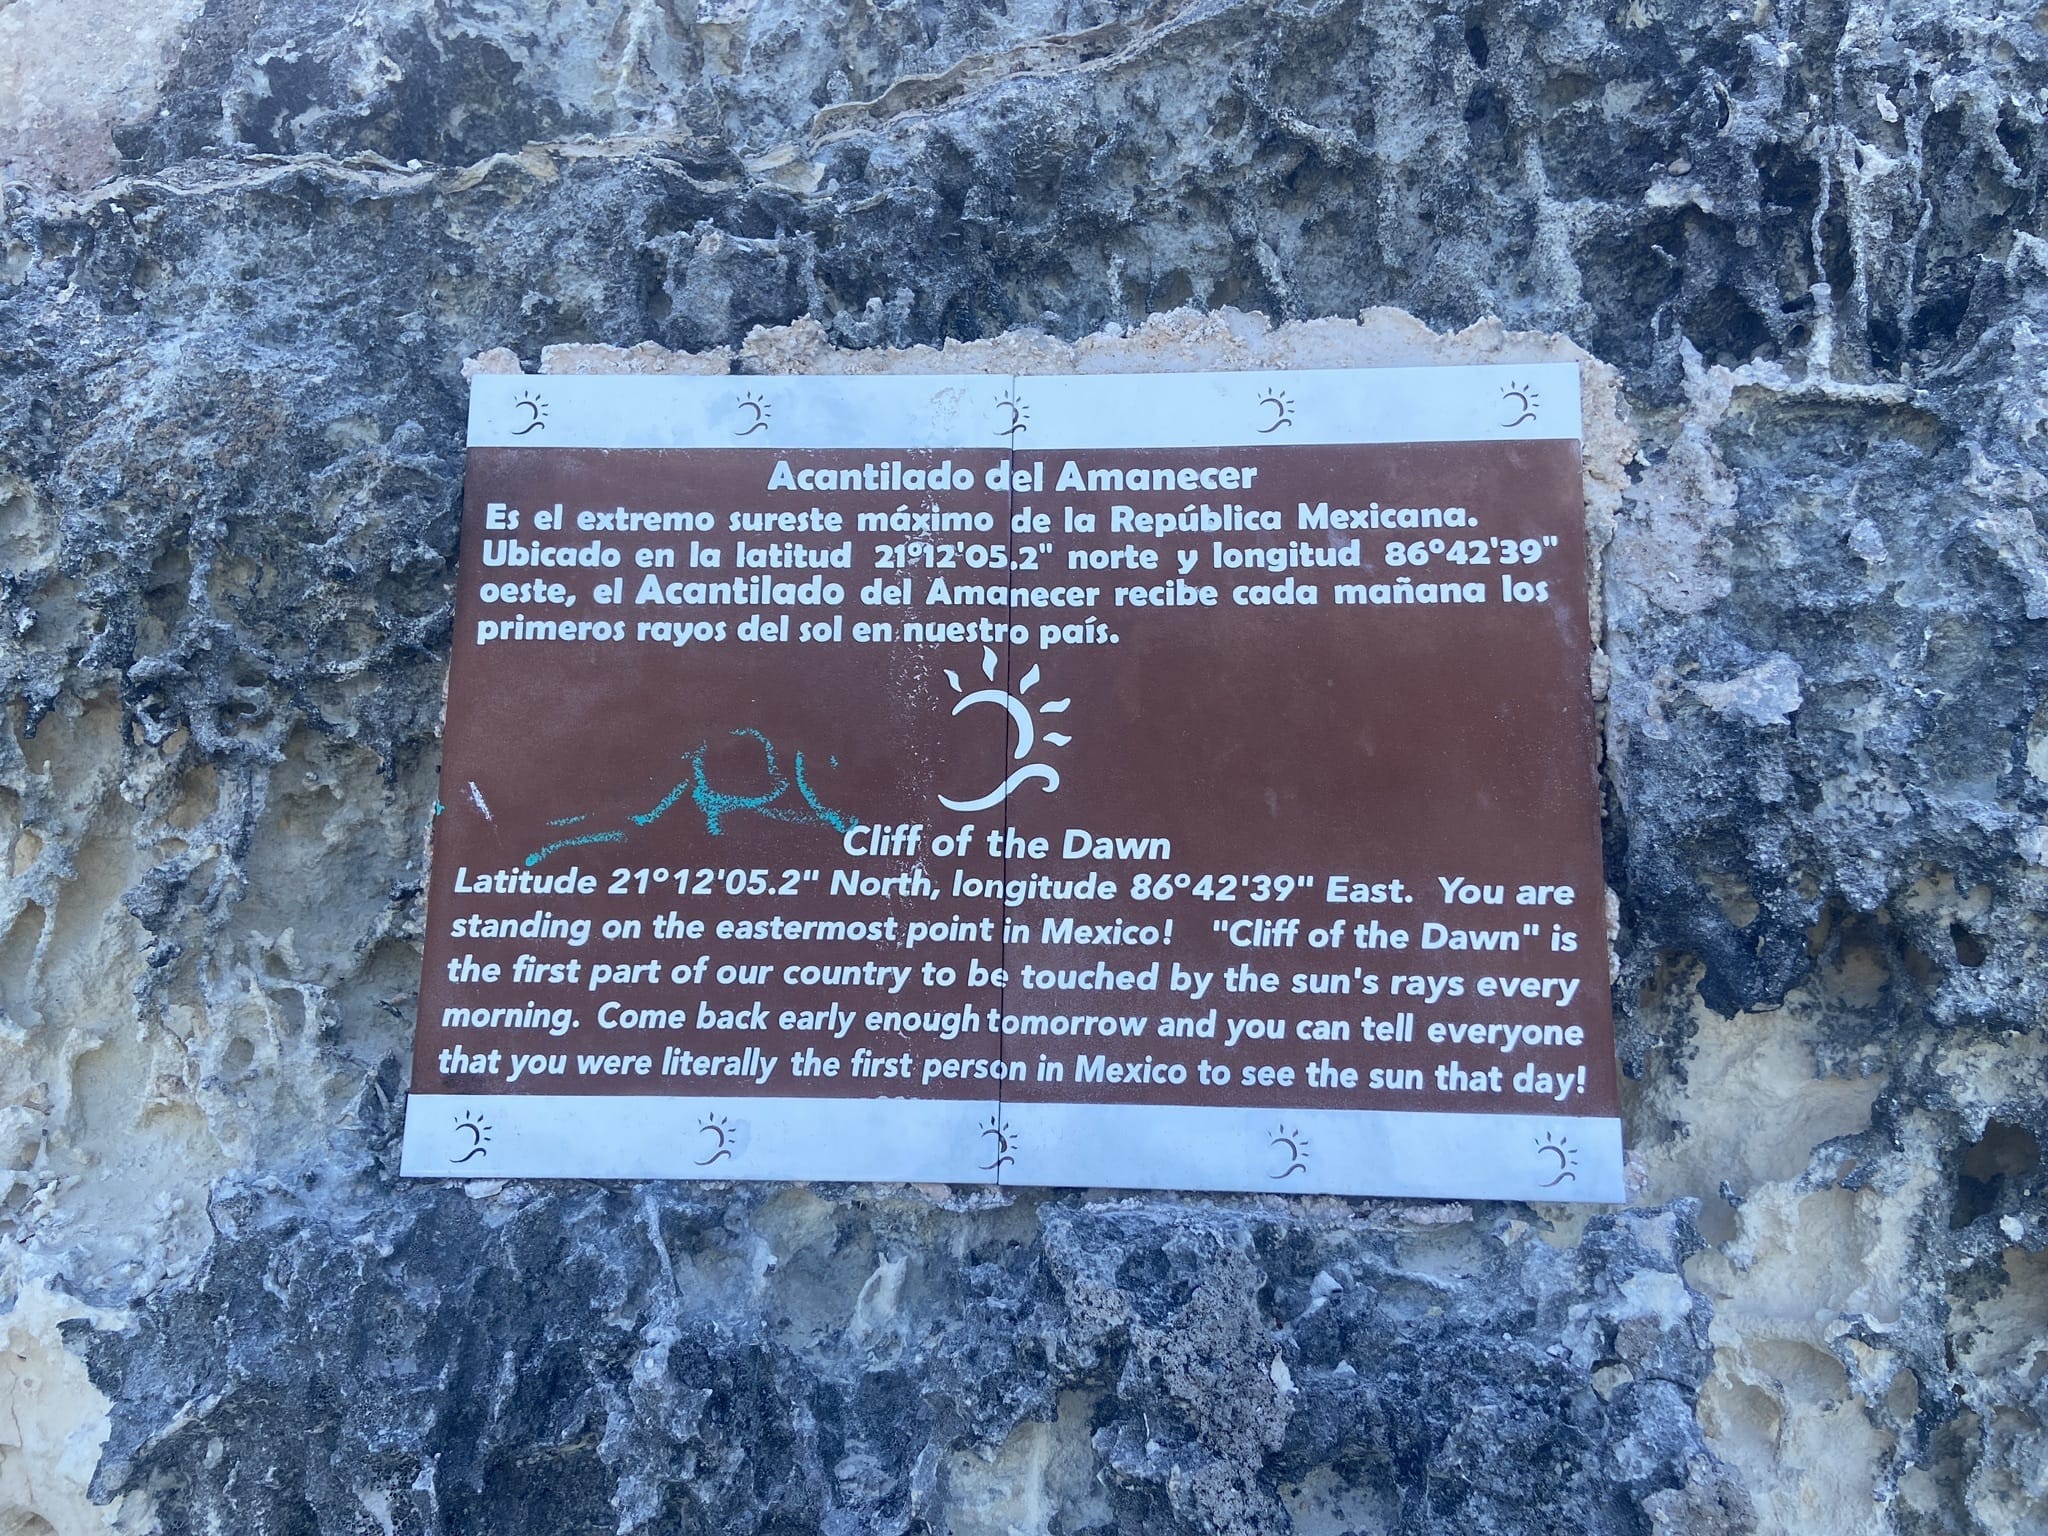 Acantilado del Amanecer
Es el extremo sureste máximo de la República Mexicana.
Ubicado en la latitud 21°12'05.2" norte y longitud 86°42'39"
oeste, el Acantilado del Amanecer recibe cada mañana los
primeros rayos del sol en nuestro país.
Cliff of the Dawn
Latitude 21°12'05.2" North, longitude 86°42'39" East. You are
standing on the eastermost point in Mexico! "Cliff of the Dawn" is
the first part of our country to be touched by the sun's rays every
morning. Come back early enough tomorrow and you can tell everyone
that you were literally the first person in Mexico to see the sun that day!